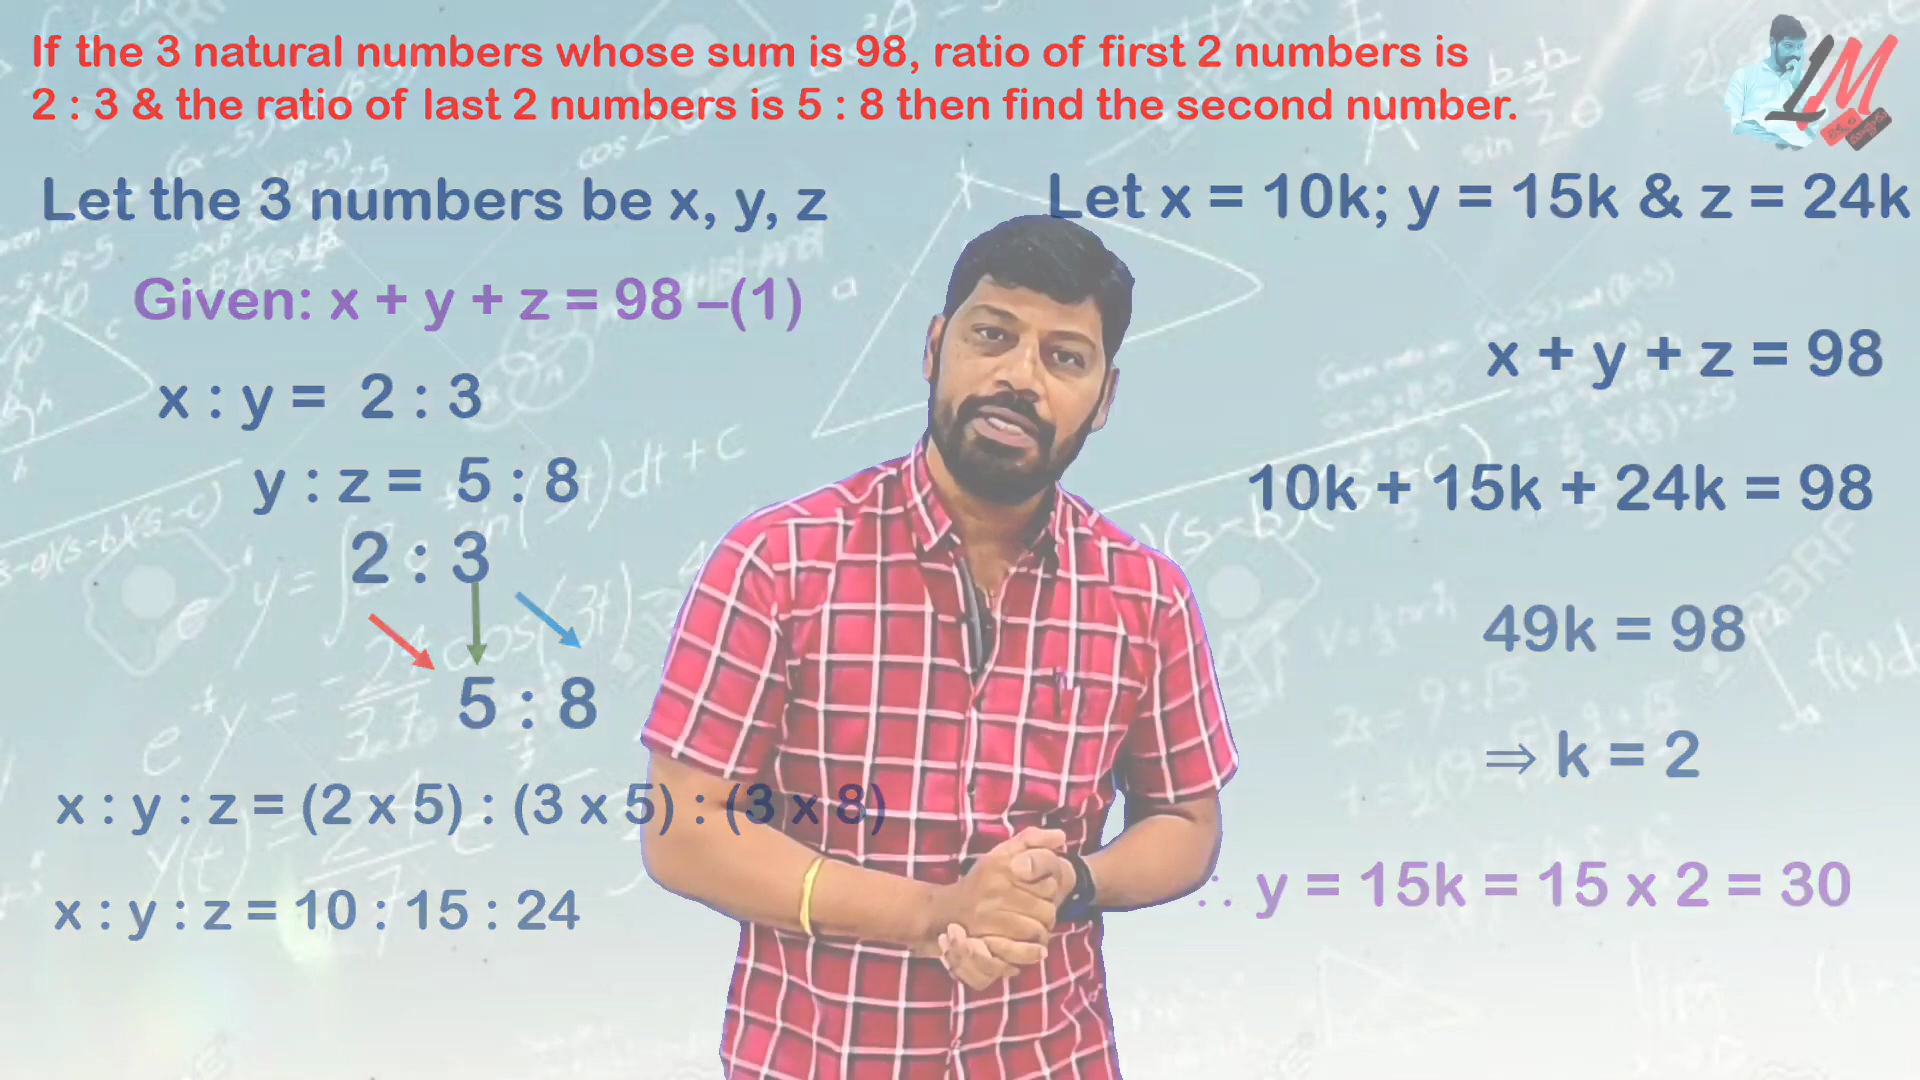 If the 3 natural numbers whose sum is 98, ratio of first 2 numbers is
2 : 3 & the ratio of last 2 numbers is 5 : 8 then find the second number.
LM
Let the 3 numbers be x, y, z
Given: x + y + z = 98 –(1)
x : y = 2 : 3
y : z = 5 : 8
2 : 3
5 : 8
x : y : z = (2 x 5) : (3 x 5) : (3 x 8)
x : y : z = 10 : 15 : 24
Let x = 10k; y = 15k & z = 24k
x + y + z = 98
10k + 15k + 24k = 98
49k = 98
⇒ k = 2
∴ y = 15k = 15 x 2 = 30